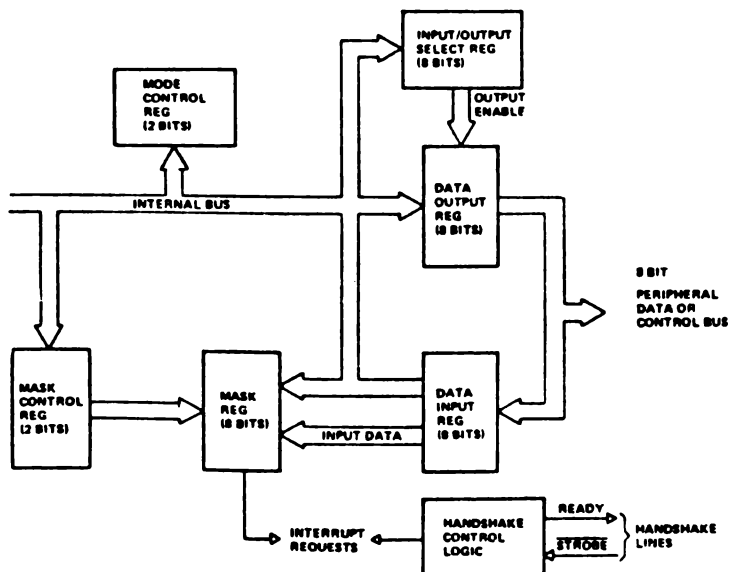 INPUT/OUTPUT
SELECT REG
(8 BITS)
MODE
CONTROL
REG
(2 BITS)
OUTPUT
ENABLE
DATA
OUTPUT
REG
(8 BITS)
INTERNAL BUS
8 BIT
PERIPHERAL
DATA OR
CONTROL BUS
MASK
CONTROL
REG
(2 BITS)
MASK
REG
(8 BITS)
DATA
INPUT
REG
(8 BITS)
INPUT DATA
INTERRUPT
REQUESTS
HANDSHAKE
CONTROL
LOGIC
READY
STROBE
HANDSHAKE
LINES